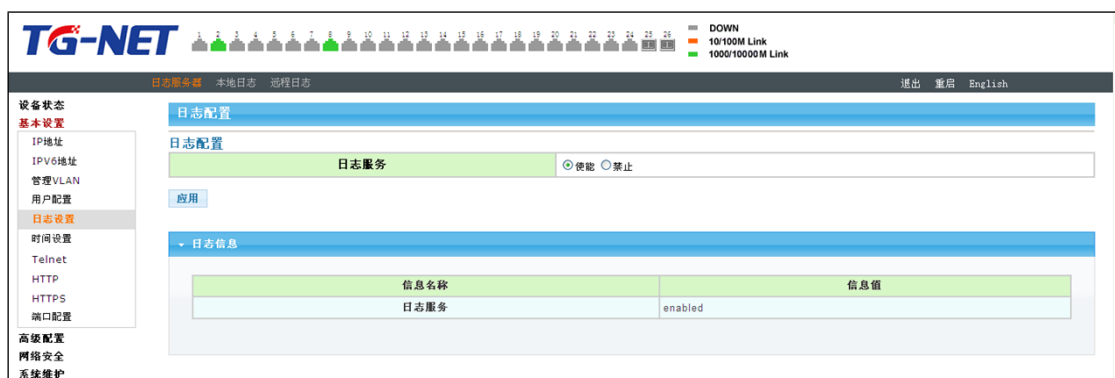 TG-NET
1 2 3 4 5 6 7 8 9 10 11 12 13 14 15 16 17 18 19 20 21 22 23 24 25 26
DOWN
10/100M Link
1000/10000M Link
日志服务器 本地日志 远程日志 退出 重启 English
设备状态
基本设置
IP地址
IPV6地址
管理VLAN
用户配置
日志设置
时间设置
Telnet
HTTP
HTTPS
端口配置
高级配置
网络安全
系统维护
日志配置
日志配置
日志服务 使能 禁止
应用
日志信息
信息名称 信息值
日志服务 enabled